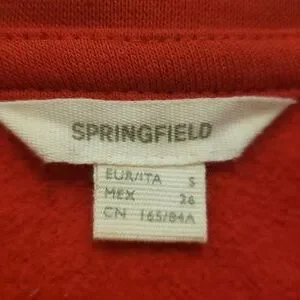 SPRINGFIELD
EUR/ITA S
MEX 26
CN 165/84A